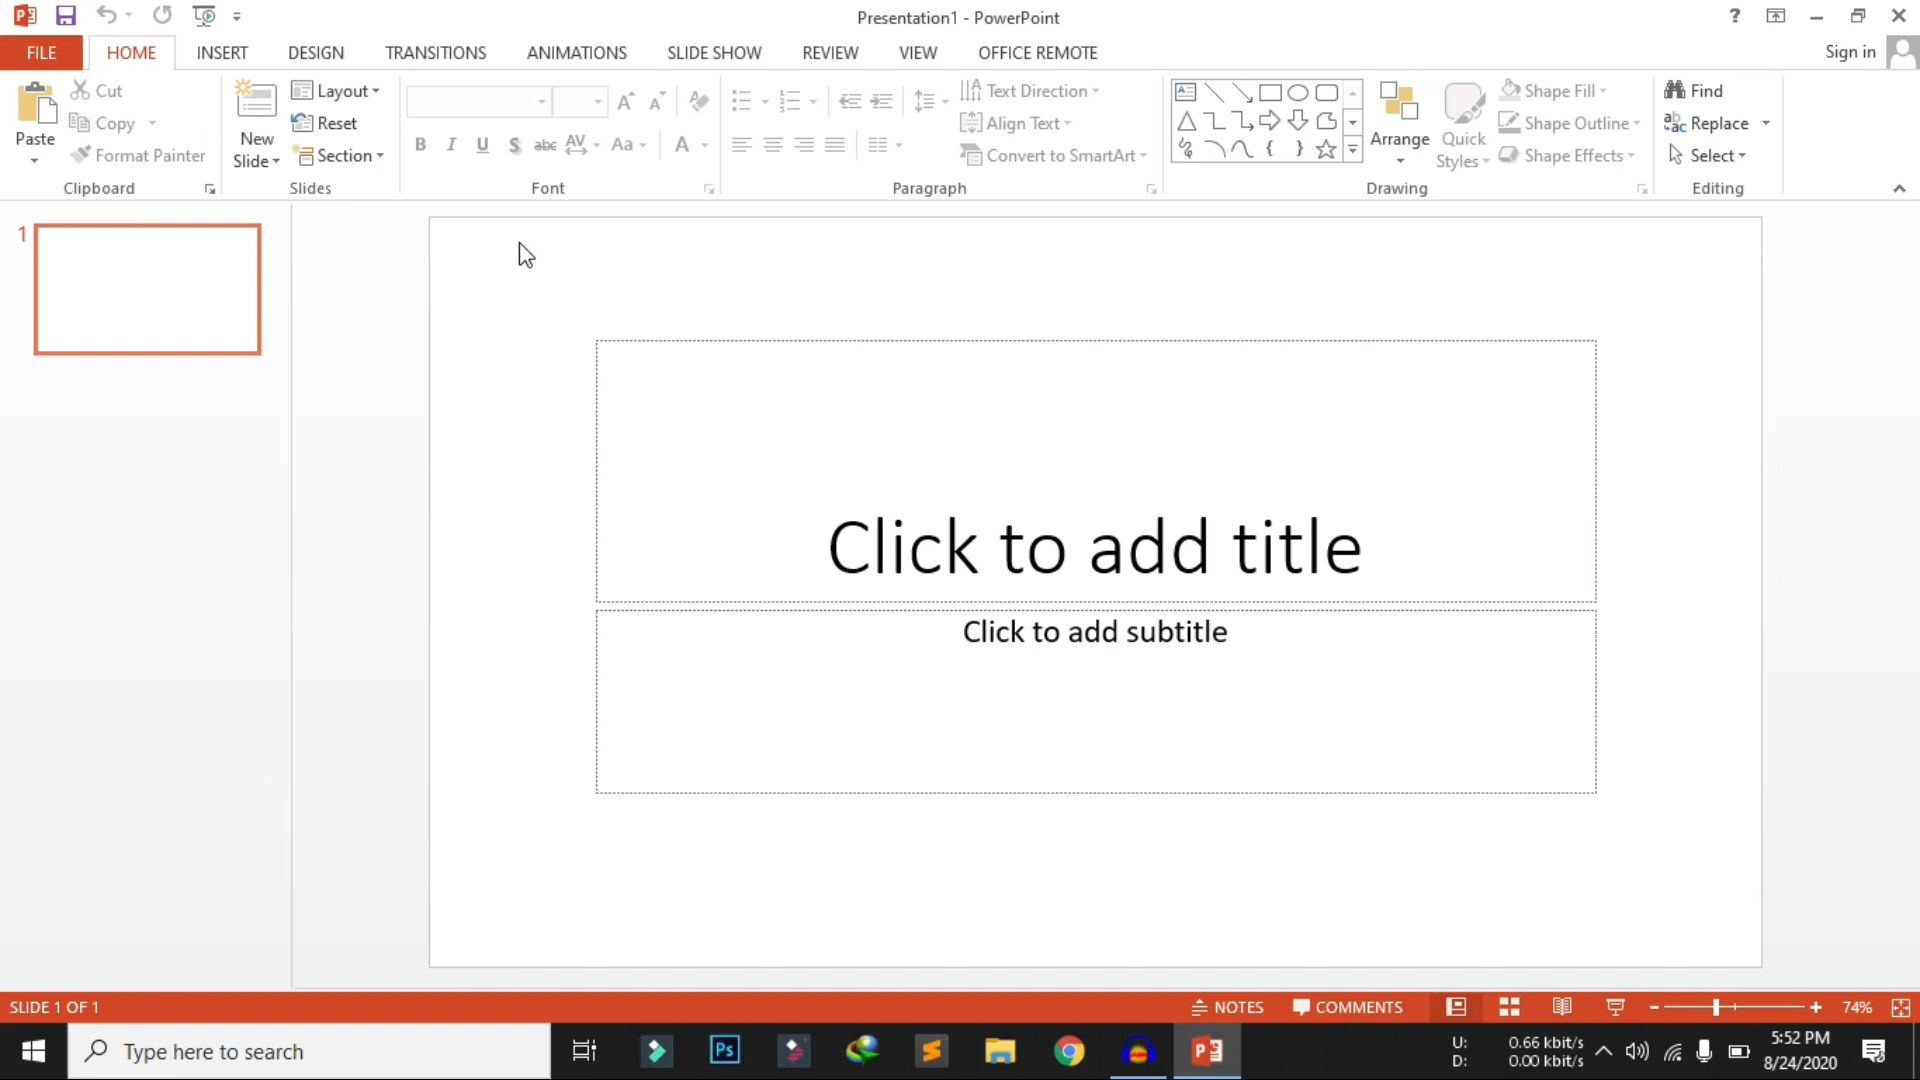 Presentation1 - PowerPoint
?
FILE HOME INSERT DESIGN TRANSITIONS ANIMATIONS SLIDE SHOW REVIEW VIEW OFFICE REMOTE Sign in
Paste
Cut
Copy
Format Painter
Clipboard
New
Slide
Layout
Reset
Section
Slides
B I U S abc AV Aa A
Font
Text Direction
Align Text
Convert to SmartArt
Paragraph
Arrange
Quick
Styles
Shape Fill
Shape Outline
Shape Effects
Drawing
Find
Replace
Select
Editing
1
Click to add title
Click to add subtitle
SLIDE 1 OF 1 NOTES COMMENTS 74%
Type here to search
Ps
U: 0.66 kbit/s
D: 0.00 kbit/s
5:52 PM
8/24/2020